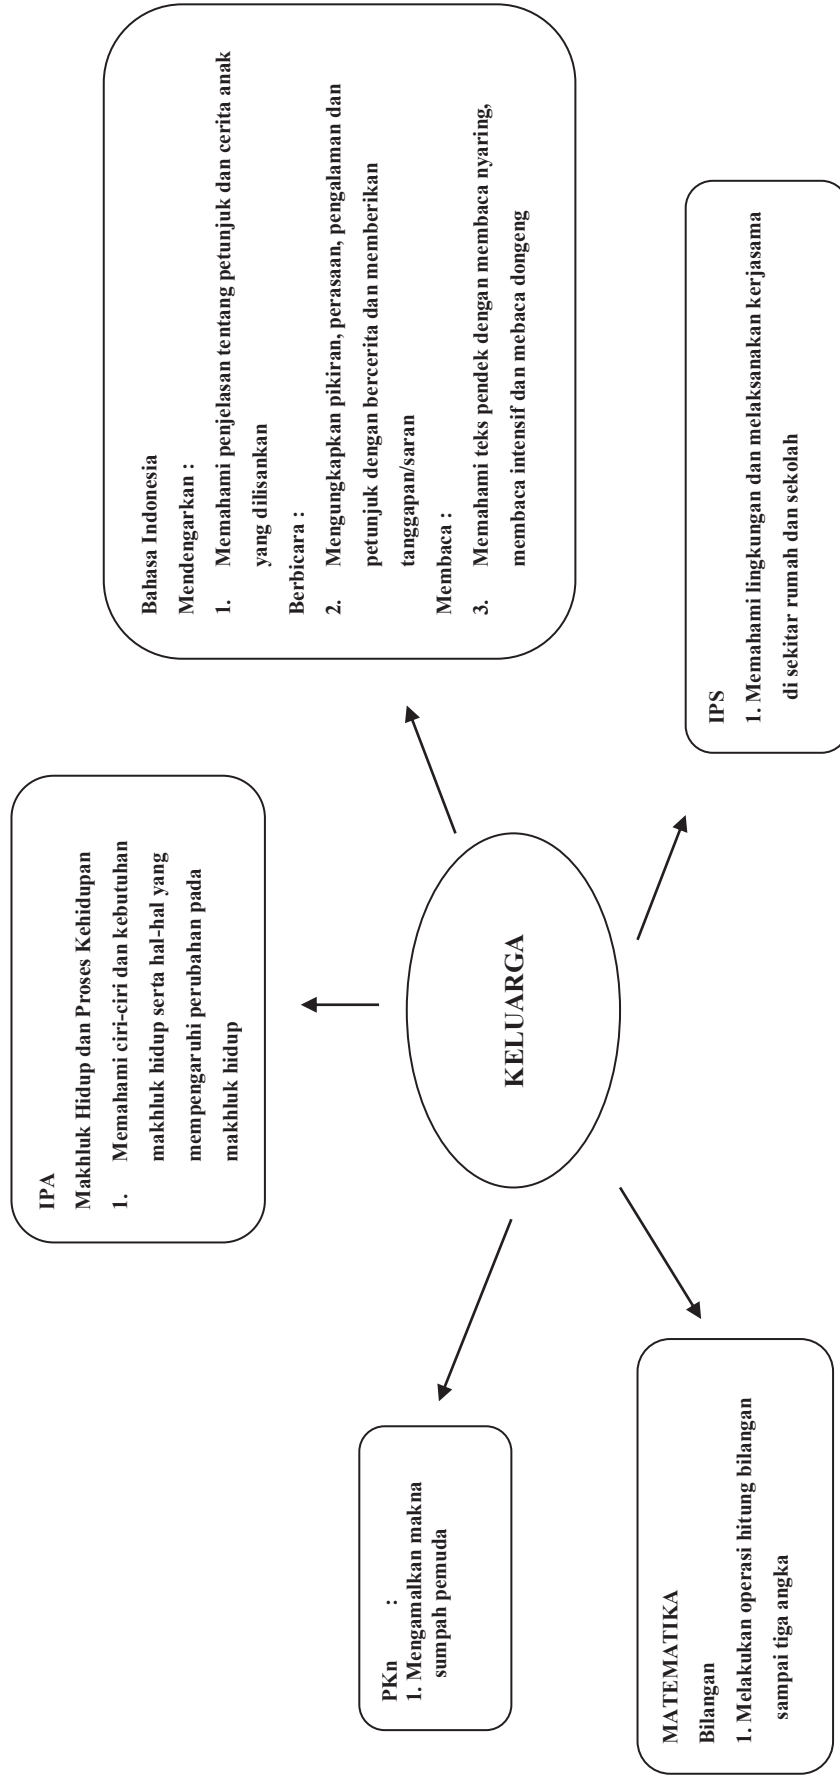 IPA
Makhluk Hidup dan Proses Kehidupan
1. Memahami ciri-ciri dan kebutuhan
makhluk hidup serta hal-hal yang
mempengaruhi perubahan pada
makhluk hidup
Bahasa Indonesia
Mendengarkan :
1. Memahami penjelasan tentang petunjuk dan cerita anak
yang dilisankan
Berbicara :
2. Mengungkapkan pikiran, perasaan, pengalaman dan
petunjuk dengan bercerita dan memberikan
tanggapan/saran
Membaca :
3. Memahami teks pendek dengan membaca nyaring,
membaca intensif dan mebaca dongeng
PKn :
1. Mengamalkan makna
sumpah pemuda
KELUARGA
MATEMATIKA
Bilangan
1. Melakukan operasi hitung bilangan
sampai tiga angka
IPS
1. Memahami lingkungan dan melaksanakan kerjasama
di sekitar rumah dan sekolah